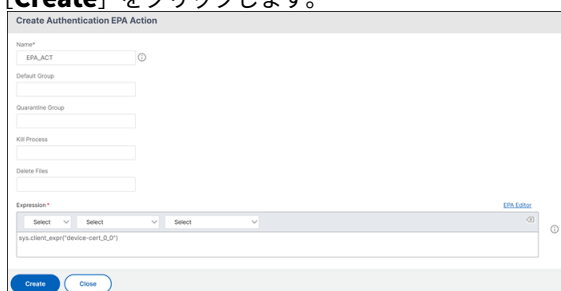 [Create] をクリックします。
Create Authentication EPA Action
Name*
EPA_ACT
Default Group
Quarantine Group
Kill Process
Delete Files
Expression *
EPA Editor
Select Select Select
sys.client_expr("device-cert_0_0")
Create Close